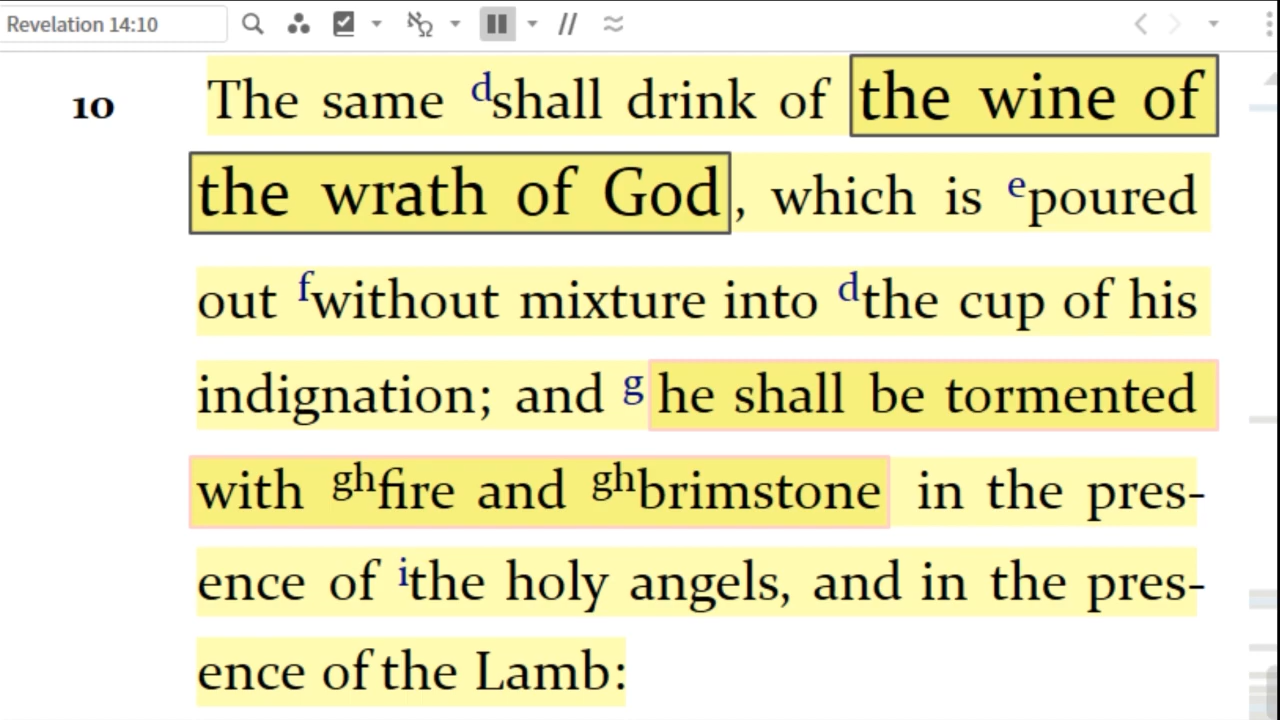 Revelation 14:10
10 The same dshall drink of the wine of
the wrath of God, which is epoured
out fwithout mixture into dthe cup of his
indignation; and g he shall be tormented
with ghfire and ghbrimstone in the pres-
ence of ithe holy angels, and in the pres-
ence of the Lamb: